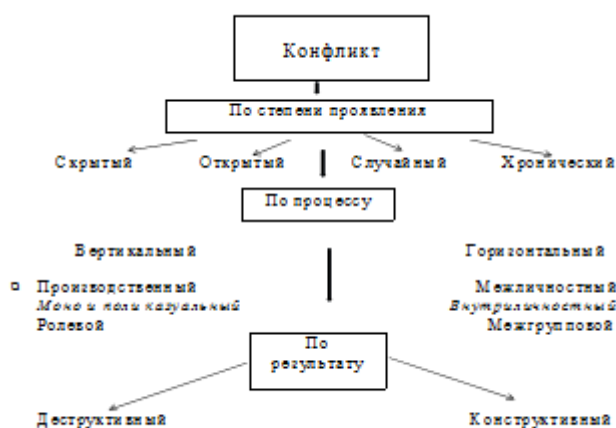 Конфликт
По степени проявления
Скрытый Открытый Случайный Хронический
По процессу
Вертикальный Горизонтальный
Производственный Межличностный
Моно и поли казуальный Внутриличностный
Ролевой Межгрупповой
По
результату
Деструктивный Конструктивный